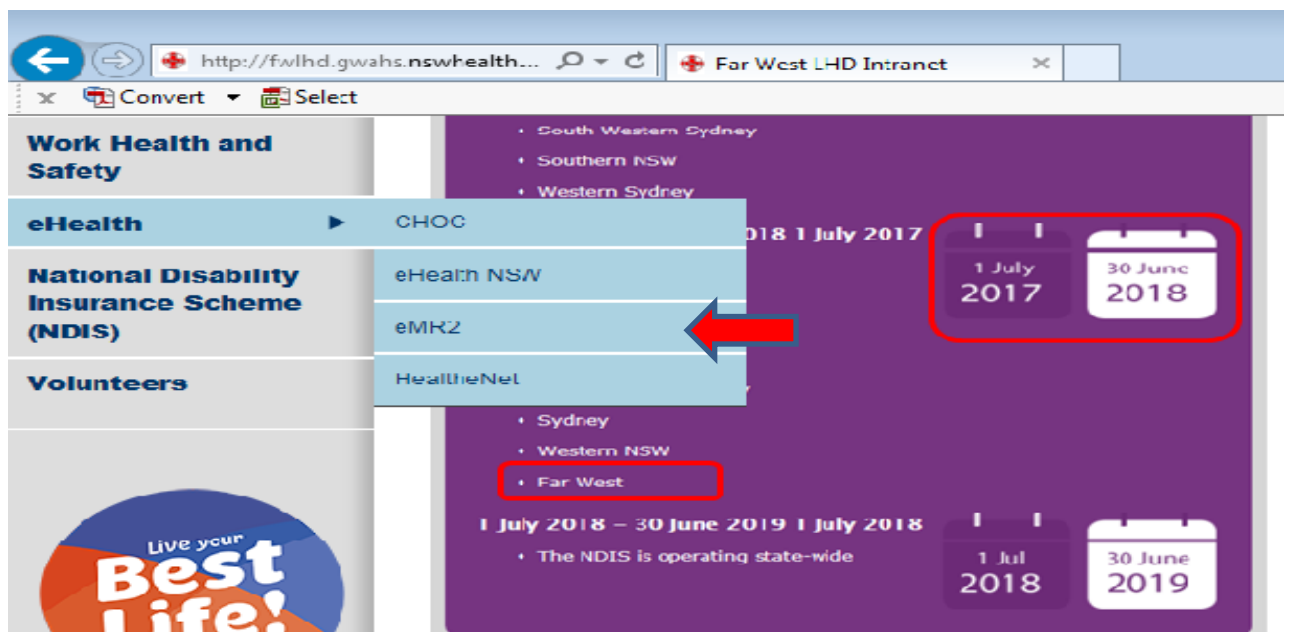 http://fwlhd.gwahs.nswhealth...
Far West LHD Intranet
Convert
Select
Work Health and
Safety
eHealth
National Disability
Insurance Scheme
(NDIS)
Volunteers
Live your
Best
Life!
CHOC
eHealth NSW
eMR2
HealtheNet
South Western Sydney
Southern NSW
Western Sydney
018 1 July 2017
1 July
2017
30 June
2018
Sydney
Western NSW
Far West
1 July 2018 – 30 June 2019 1 July 2018
The NDIS is operating state-wide
1 Jul
2018
30 June
2019